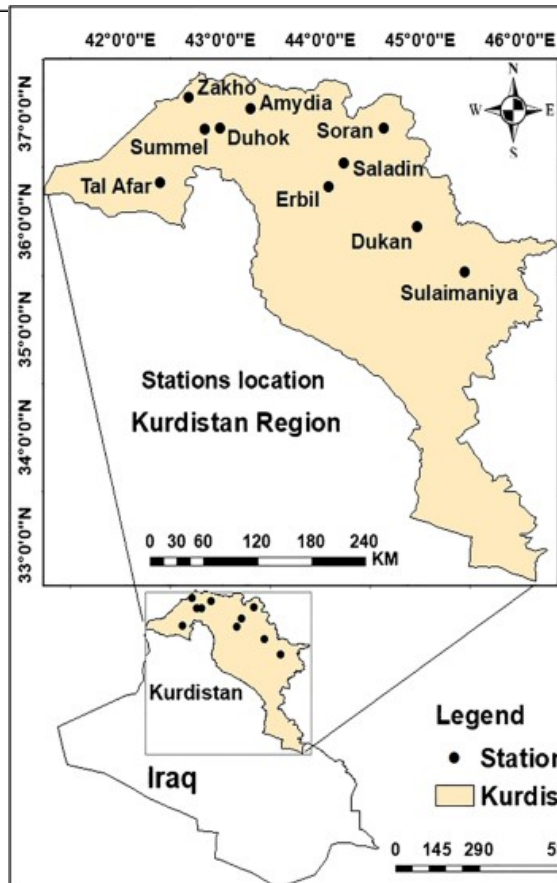 42°0'0"E 43°0'0"E 44°0'0"E 45°0'0"E 46°0'0"E
37°0'0"N
36°0'0"N
35°0'0"N
34°0'0"N
33°0'0"N
N
W E
S
Zakho
Amydia
Summel Duhok Soran
Saladin
Tal Afar
Erbil
Dukan
Sulaimaniya
Stations location
Kurdistan Region
0 30 60 120 180 240
KM
Kurdistan
Iraq
Legend
Station
Kurdis
0 145 290 5